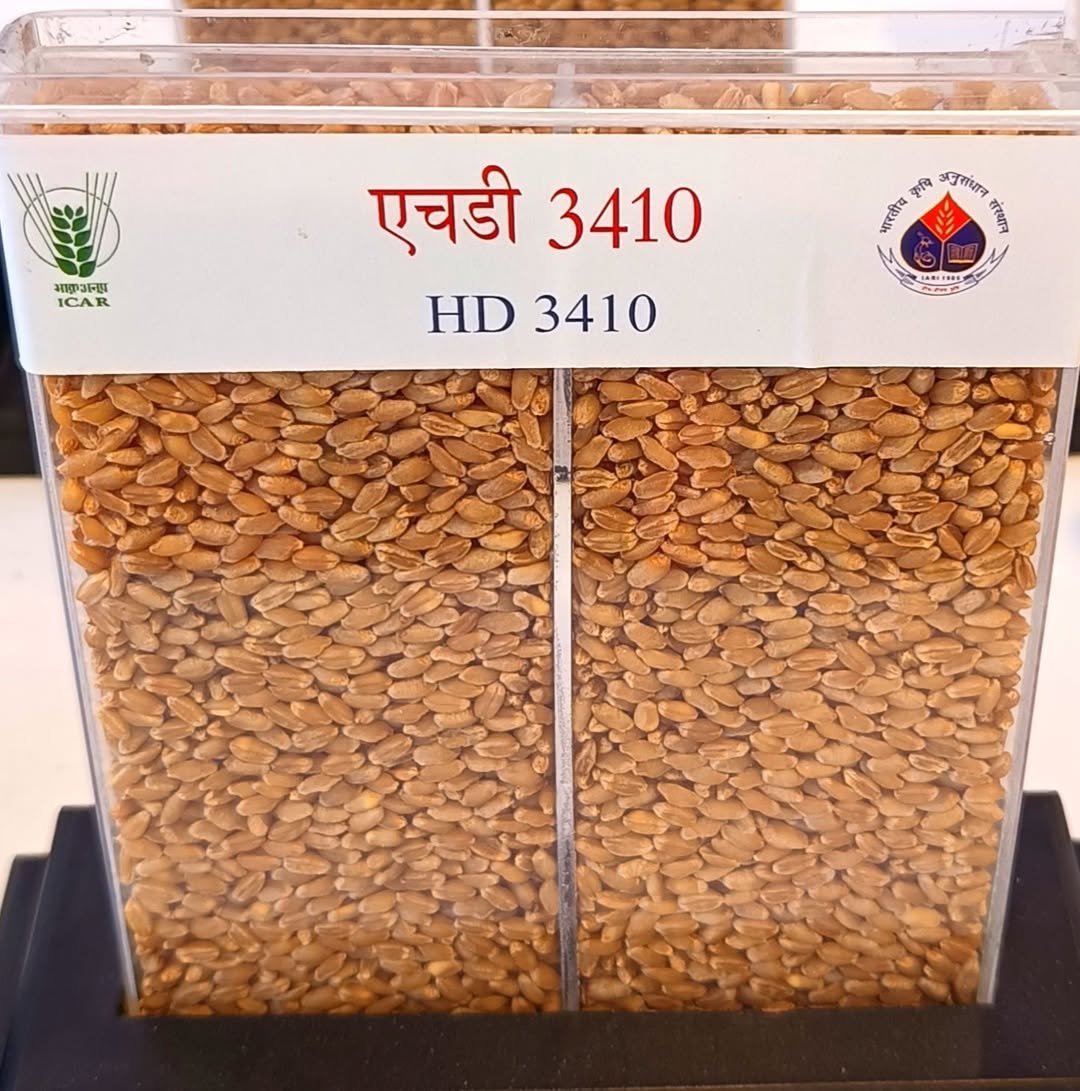 एचडी 3410
HD 3410
भाकृअनुप
ICAR
भारतीय कृषि अनुसंधान संस्थान
IARI 1905